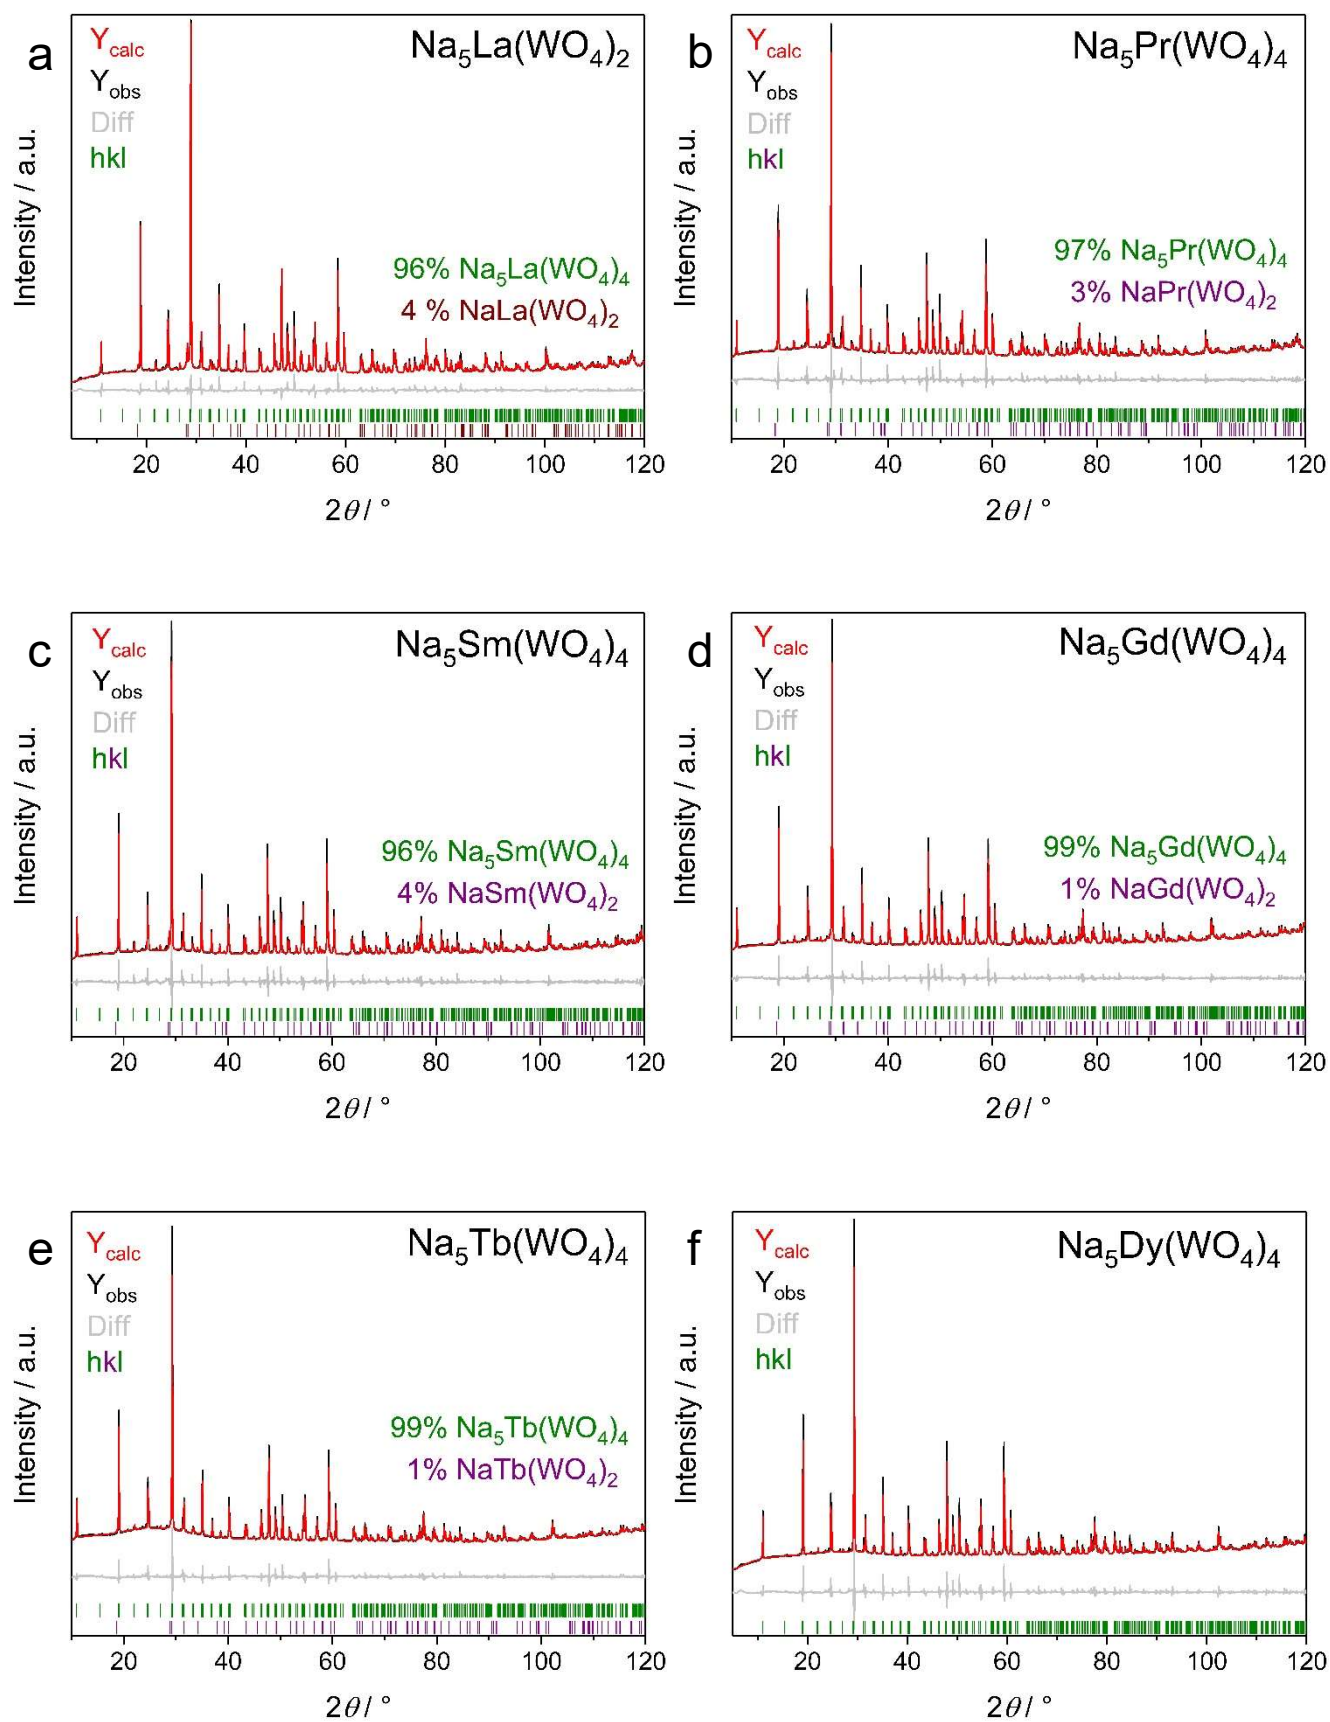 a
Y_calc
Y_obs
Diff
hkl
Na₅La(WO₄)₂
96% Na₅La(WO₄)₄
4 % NaLa(WO₄)₂
Intensity / a.u.
20 40 60 80 100 120
2θ / °
b
Y_calc
Y_obs
Diff
hkl
Na₅Pr(WO₄)₄
97% Na₅Pr(WO₄)₄
3% NaPr(WO₄)₂
Intensity / a.u.
20 40 60 80 100 120
2θ / °
c
Y_calc
Y_obs
Diff
hkl
Na₅Sm(WO₄)₄
96% Na₅Sm(WO₄)₄
4% NaSm(WO₄)₂
Intensity / a.u.
20 40 60 80 100 120
2θ / °
d
Y_calc
Y_obs
Diff
hkl
Na₅Gd(WO₄)₄
99% Na₅Gd(WO₄)₄
1% NaGd(WO₄)₂
Intensity / a.u.
20 40 60 80 100 120
2θ / °
e
Y_calc
Y_obs
Diff
hkl
Na₅Tb(WO₄)₄
99% Na₅Tb(WO₄)₄
1% NaTb(WO₄)₂
Intensity / a.u.
20 40 60 80 100 120
2θ / °
f
Y_calc
Y_obs
Diff
hkl
Na₅Dy(WO₄)₄
Intensity / a.u.
20 40 60 80 100 120
2θ / °